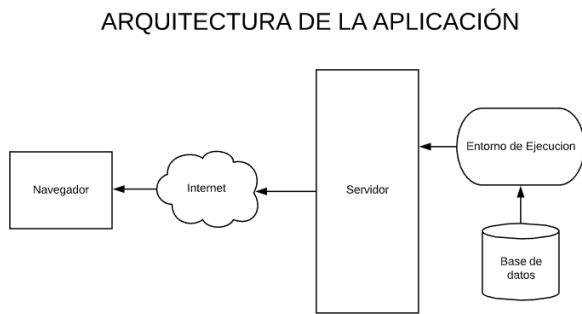 ARQUITECTURA DE LA APLICACIÓN
Navegador
Internet
Servidor
Entorno de Ejecucion
Base de
datos